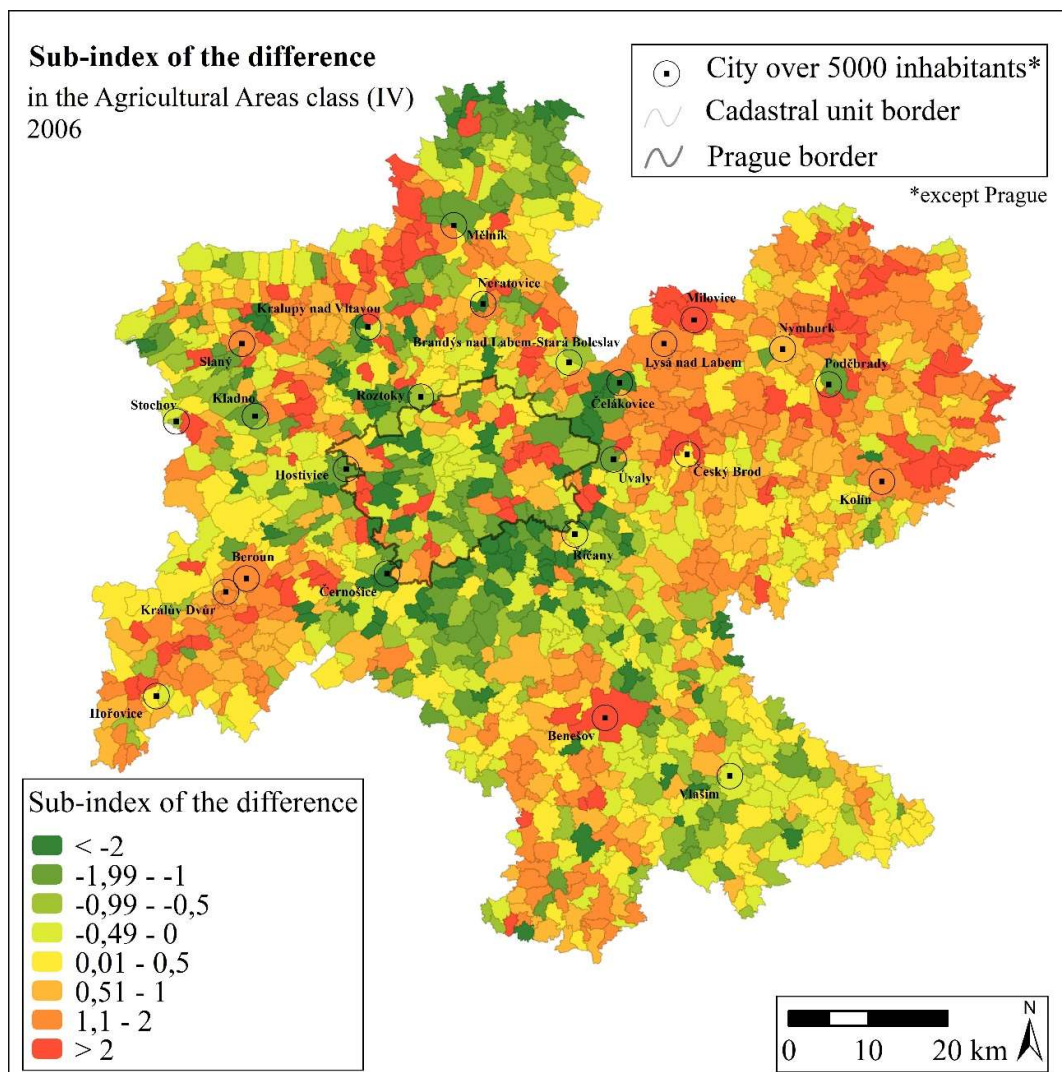 Sub-index of the difference
in the Agricultural Areas class (IV)
2006
City over 5000 inhabitants*
Cadastral unit border
Prague border
*except Prague
Mělník
Neratovice
Kralupy nad Vltavou
Milovice
Nymburk
Brandýs nad Labem-Stará Boleslav
Slaný
Lysá nad Labem
Poděbrady
Kladno
Roztoky
Čelákovice
Stochov
Hostivice
Úvaly
Český Brod
Kolín
Říčany
Beroun
Černošice
Králův Dvůr
Hořovice
Benešov
Vlašim
Sub-index of the difference
< -2
-1,99 - -1
-0,99 - -0,5
-0,49 - 0
0,01 - 0,5
0,51 - 1
1,1 - 2
> 2
N
0 10 20 km